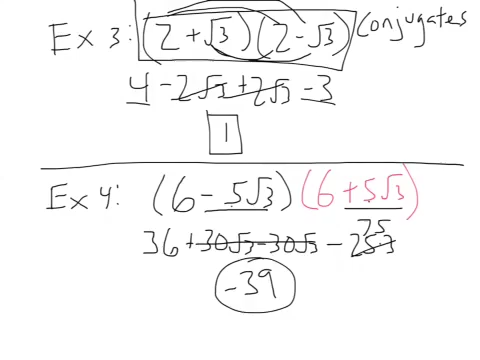 Ex 3: (2 + √3)(2 - √3) Conjugates
4 - 2√3 + 2√3 - 3
1
Ex 4: (6 - 5√3)(6 + 5√3)
75
36 + 30√3 - 30√3 - 25·3
-39